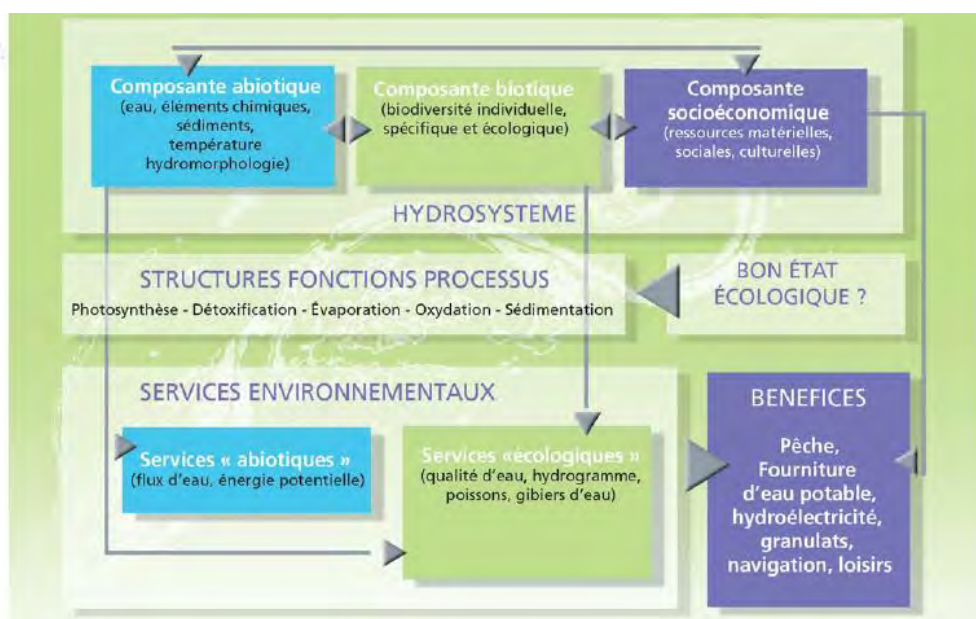 Composante abiotique
(eau, éléments chimiques,
sédiments,
température
hydromorphologie)
Composante biotique
(biodiversité individuelle,
spécifique et écologique)
Composante
socioéconomique
(ressources matérielles,
sociales, culturelles)
HYDROSYSTEME
STRUCTURES FONCTIONS PROCESSUS
Photosynthèse - Détoxification - Évaporation - Oxydation - Sédimentation
BON ÉTAT
ÉCOLOGIQUE ?
SERVICES ENVIRONNEMENTAUX
Services « abiotiques »
(flux d'eau, énergie potentielle)
Services «écologiques »
(qualité d'eau, hydrogramme,
poissons, gibiers d'eau)
BENEFICES
Pêche,
Fourniture
d'eau potable,
hydroélectricité,
granulats,
navigation, loisirs